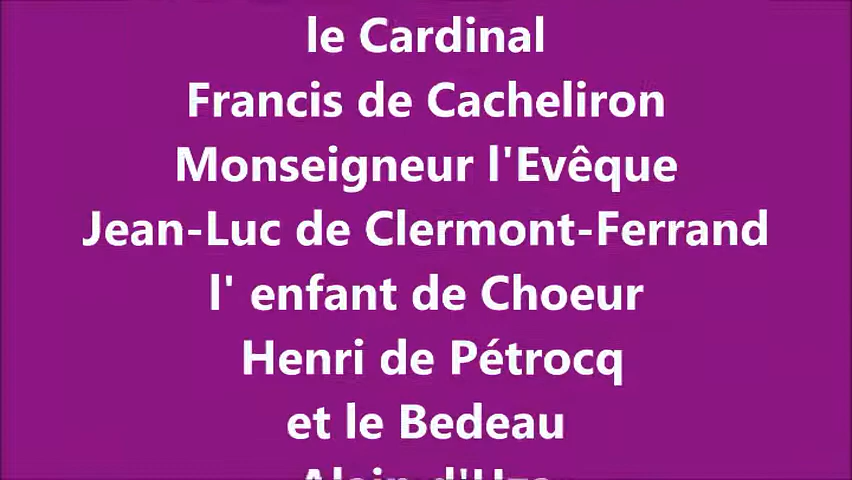 le Cardinal
Francis de Cacheliron
Monseigneur l'Evêque
Jean-Luc de Clermont-Ferrand
l' enfant de Choeur
Henri de Pétrocq
et le Bedeau
Alain